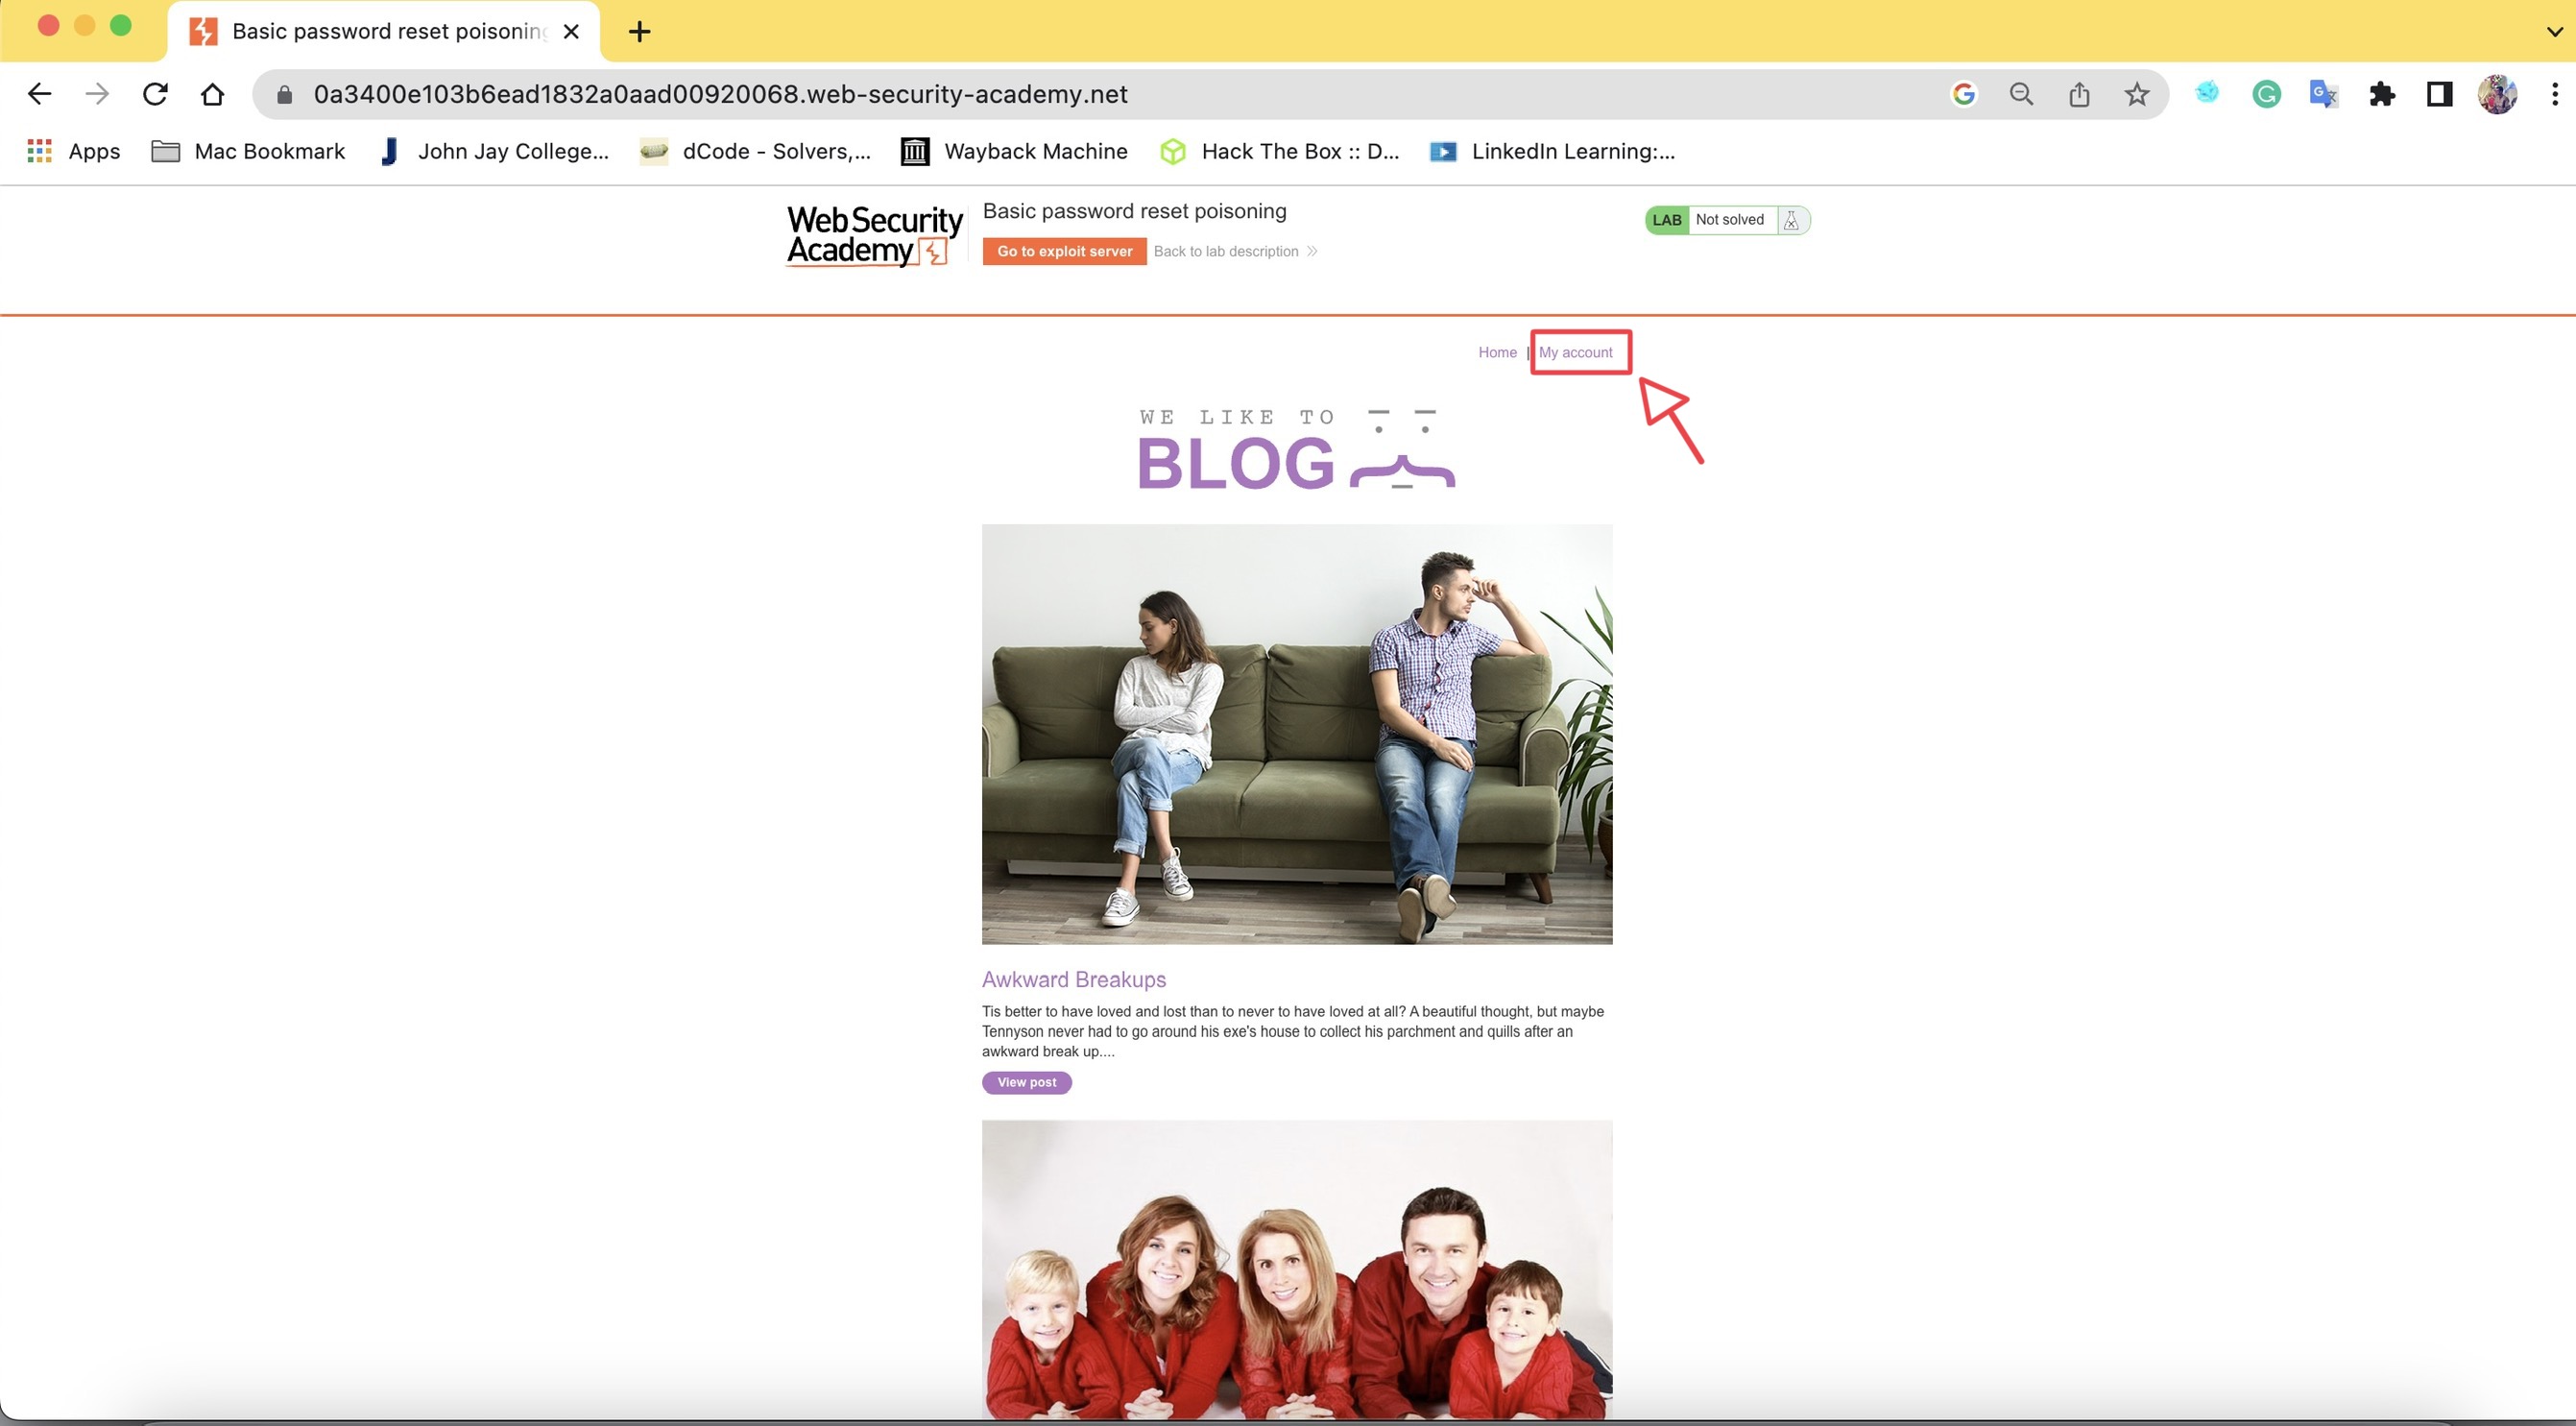 Basic password reset poisoning
0a3400e103b6ead1832a0aad00920068.web-security-academy.net
Apps
Mac Bookmark
John Jay College...
dCode - Solvers,...
Wayback Machine
Hack The Box :: D...
LinkedIn Learning:...
Web Security
Academy
Basic password reset poisoning
Go to exploit server
Back to lab description
LAB Not solved
Home | My account
WE LIKE TO
BLOG
Awkward Breakups
Tis better to have loved and lost than to never to have loved at all? A beautiful thought, but maybe
Tennyson never had to go around his exe's house to collect his parchment and quills after an
awkward break up....
View post